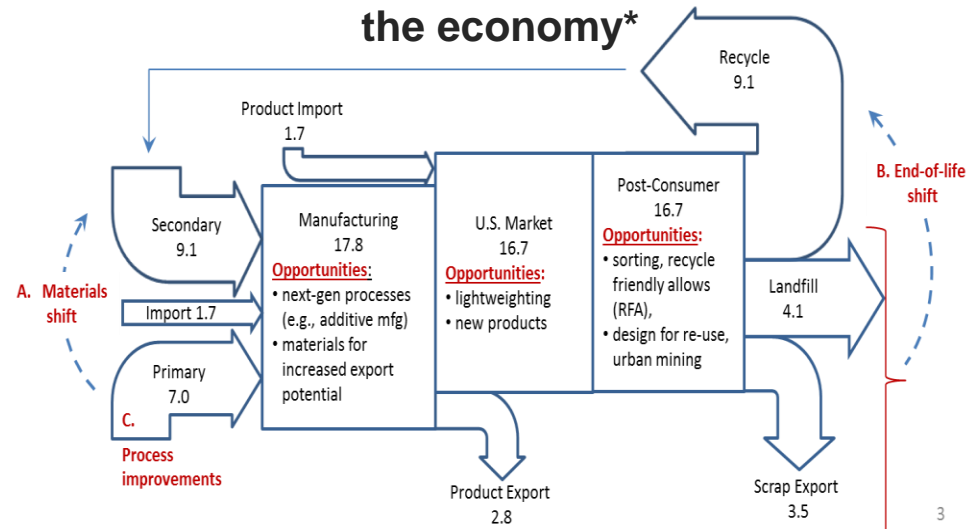 the economy*
Recycle
9.1
Product Import
1.7
B. End-of-life
shift
Secondary
9.1
Manufacturing
17.8
Opportunities:
• next-gen processes
(e.g., additive mfg)
• materials for
increased export
potential
U.S. Market
16.7
Opportunities:
• lightweighting
• new products
Post-Consumer
16.7
Opportunities:
• sorting, recycle
friendly allows
(RFA),
• design for re-use,
urban mining
A. Materials
shift
Import 1.7
Landfill
4.1
Primary
7.0
C.
Process
improvements
Product Export
2.8
Scrap Export
3.5
3